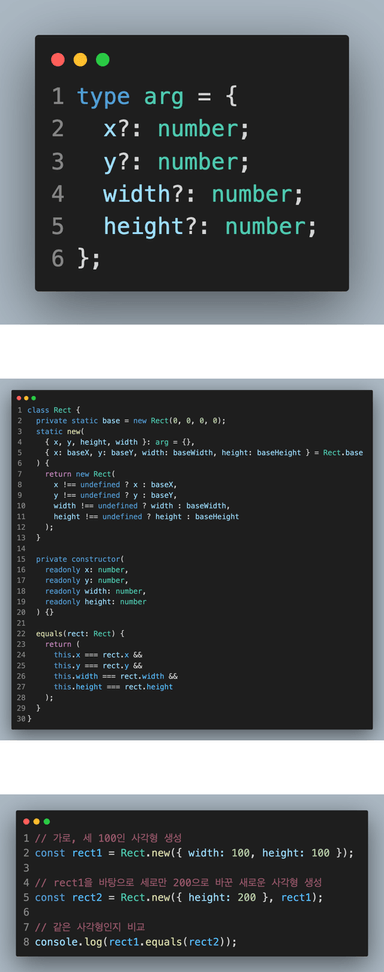 1 type arg = {
2   x?: number;
3   y?: number;
4   width?: number;
5   height?: number;
6 };
1 class Rect {
2   private static base = new Rect(0, 0, 0, 0);
3   static new(
4     { x, y, height, width }: arg = {},
5     { x: baseX, y: baseY, width: baseWidth, height: baseHeight } = Rect.base
6   ) {
7     return new Rect(
8       x !== undefined ? x : baseX,
9       y !== undefined ? y : baseY,
10       width !== undefined ? width : baseWidth,
11       height !== undefined ? height : baseHeight
12     );
13   }
14
15   private constructor(
16     readonly x: number,
17     readonly y: number,
18     readonly width: number,
19     readonly height: number
20   ) {}
21
22   equals(rect: Rect) {
23     return (
24       this.x === rect.x &&
25       this.y === rect.y &&
26       this.width === rect.width &&
27       this.height === rect.height
28     );
29   }
30 }
1 // 가로, 세 100인 사각형 생성
2 const rect1 = Rect.new({ width: 100, height: 100 });
3
4 // rect1을 바탕으로 세로만 200으로 바꾼 새로운 사각형 생성
5 const rect2 = Rect.new({ height: 200 }, rect1);
6
7 // 같은 사각형인지 비교
8 console.log(rect1.equals(rect2));